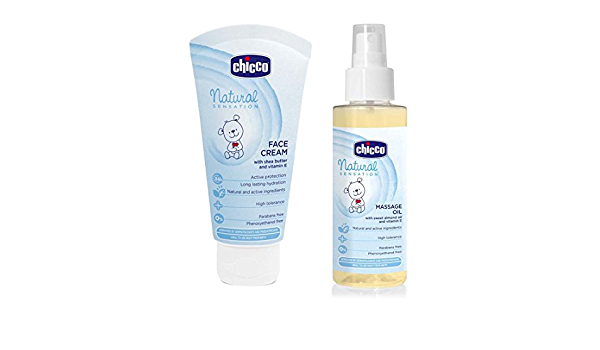 chicco
Natural
SENSATION
FACE
CREAM
with shea butter
and vitamin E
Active protection
Long lasting hydration
Natural and active ingredients
High tolerance
0%
Parabens free
Phenoxyethanol free
chicco
Natural
SENSATION
MASSAGE
OIL
with sweet almond oil
and vitamin E
Natural and active ingredients
High tolerance
0%
Parabens free
Phenoxyethanol free